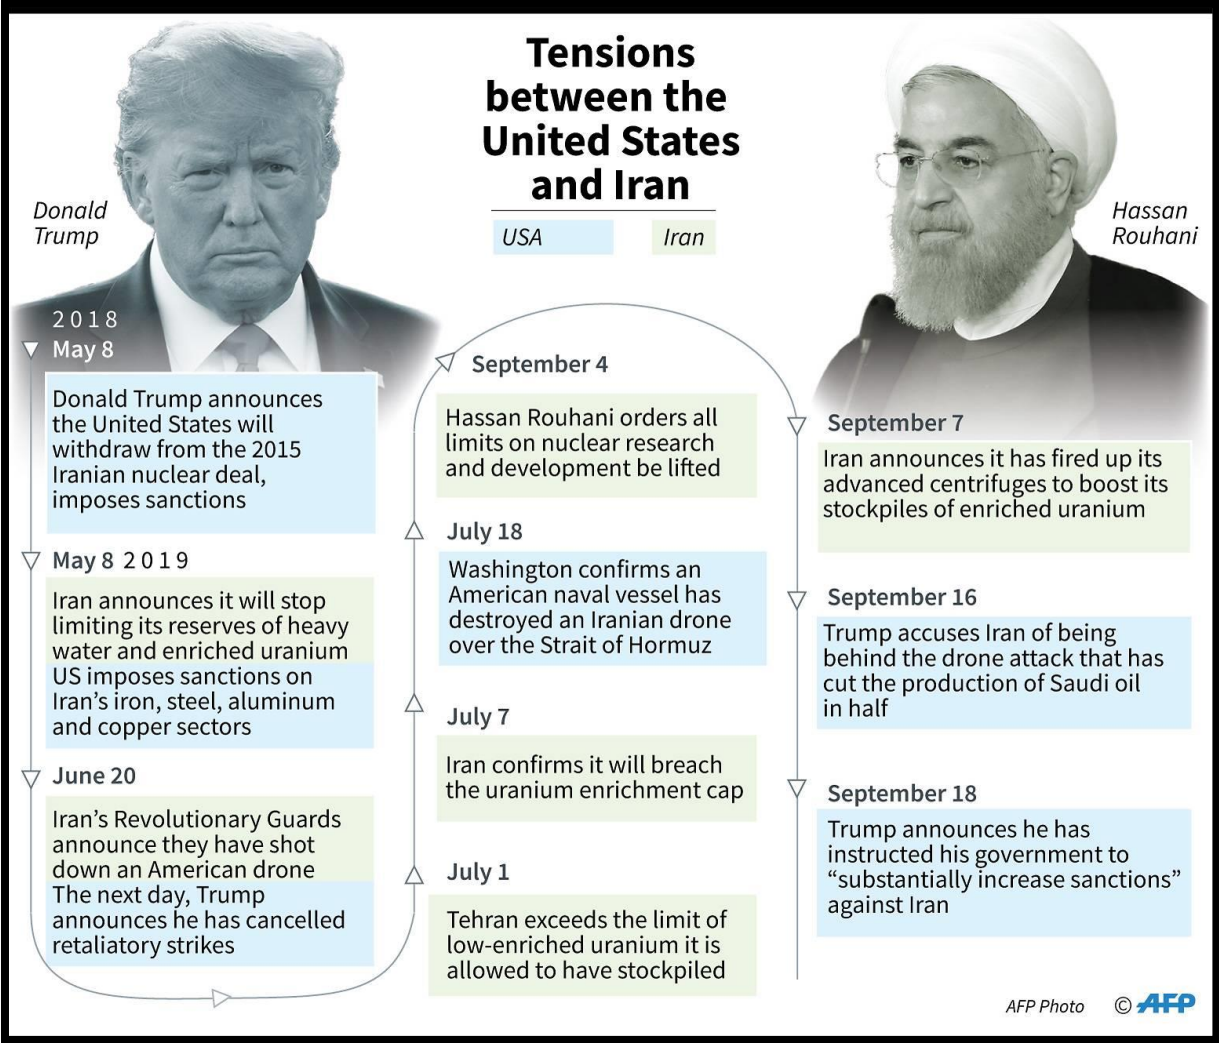 Tensions
between the
United States
and Iran
USA
Iran
Donald
Trump
Hassan
Rouhani
2018
May 8
Donald Trump announces
the United States will
withdraw from the 2015
Iranian nuclear deal,
imposes sanctions
May 8 2019
Iran announces it will stop
limiting its reserves of heavy
water and enriched uranium
US imposes sanctions on
Iran’s iron, steel, aluminum
and copper sectors
June 20
Iran’s Revolutionary Guards
announce they have shot
down an American drone
The next day, Trump
announces he has cancelled
retaliatory strikes
July 1
Tehran exceeds the limit of
low-enriched uranium it is
allowed to have stockpiled
July 7
Iran confirms it will breach
the uranium enrichment cap
July 18
Washington confirms an
American naval vessel has
destroyed an Iranian drone
over the Strait of Hormuz
September 4
Hassan Rouhani orders all
limits on nuclear research
and development be lifted
September 7
Iran announces it has fired up its
advanced centrifuges to boost its
stockpiles of enriched uranium
September 16
Trump accuses Iran of being
behind the drone attack that has
cut the production of Saudi oil
in half
September 18
Trump announces he has
instructed his government to
“substantially increase sanctions”
against Iran
AFP Photo © AFP